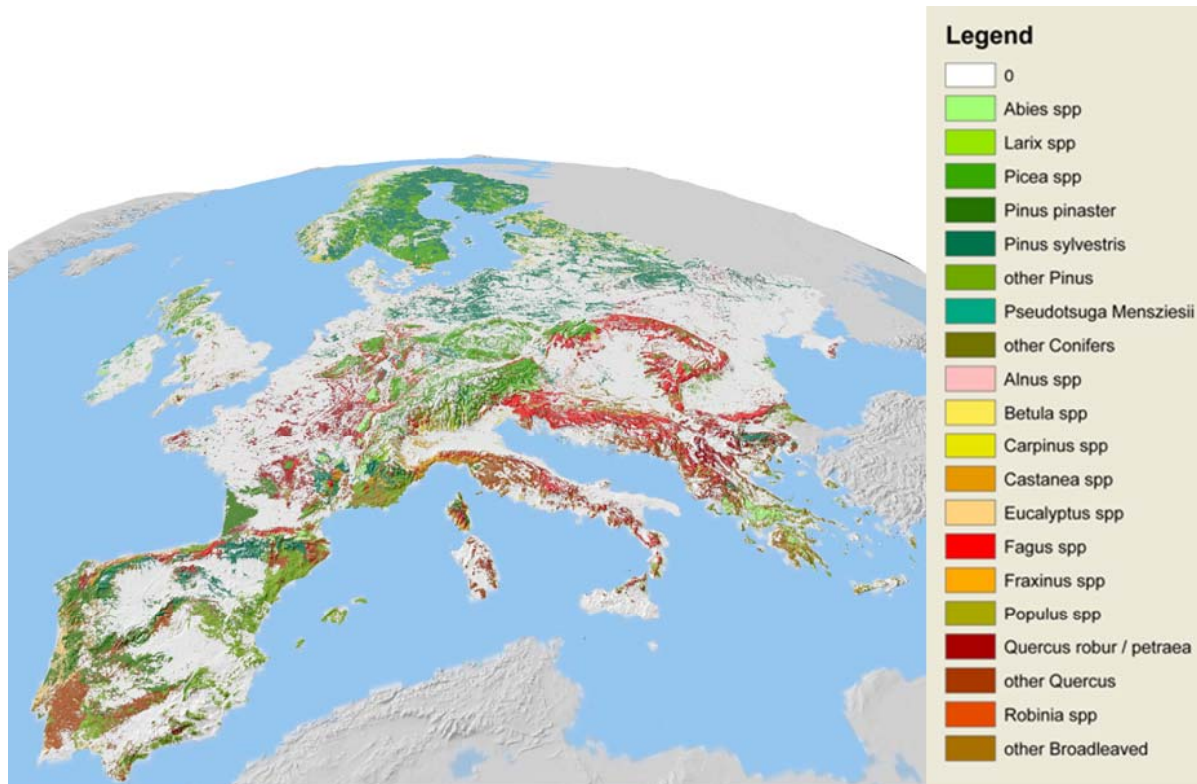 Legend
0
Abies spp
Larix spp
Picea spp
Pinus pinaster
Pinus sylvestris
other Pinus
Pseudotsuga Mensziesii
other Conifers
Alnus spp
Betula spp
Carpinus spp
Castanea spp
Eucalyptus spp
Fagus spp
Fraxinus spp
Populus spp
Quercus robur / petraea
other Quercus
Robinia spp
other Broadleaved